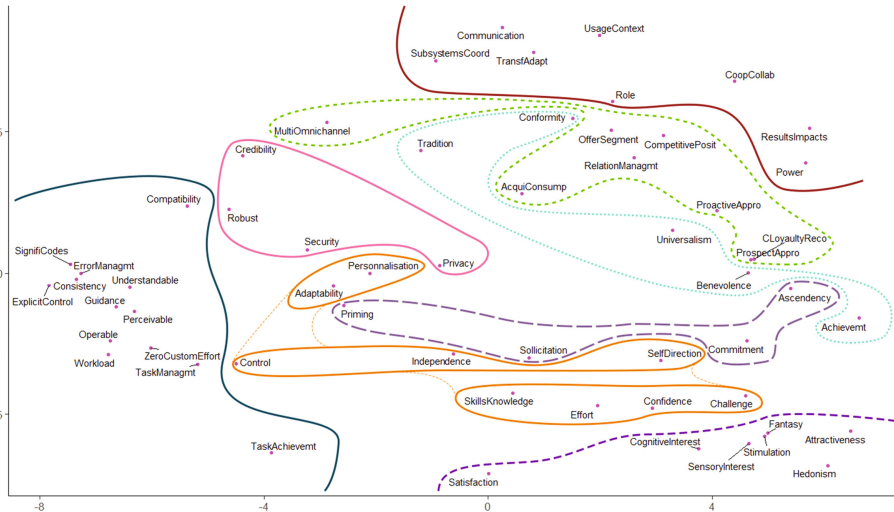 UsageContext
Communication
SubsystemsCoord
TransfAdapt
CoopCollab
Role
Conformity
MultiOmnichannel
OfferSegment
CompetitivePosit
ResultsImpacts
Tradition
Credibility
RelationManagmt
Power
AcquiConsump
Compatibility
Robust
ProactiveAppro
Security
Universalism
CLoyaultyReco
SignifiCodes
ProspectAppro
ErrorManagmt
Personnalisation
Privacy
0
Understandable
Consistency
Benevolence
Adaptability
Ascendency
ExplicitControl
Guidance
Priming
Perceivable
Achievemt
Operable
Sollicitation
Commitment
ZeroCustomEffort
SelfDirection
Workload
Control
Independence
TaskManagmt
SkillsKnowledge
Confidence
Challenge
5
Effort
Fantasy
CognitiveInterest
Attractiveness
TaskAchievemt
Stimulation
SensoryInterest
Hedonism
Satisfaction
-8
-4
0
4